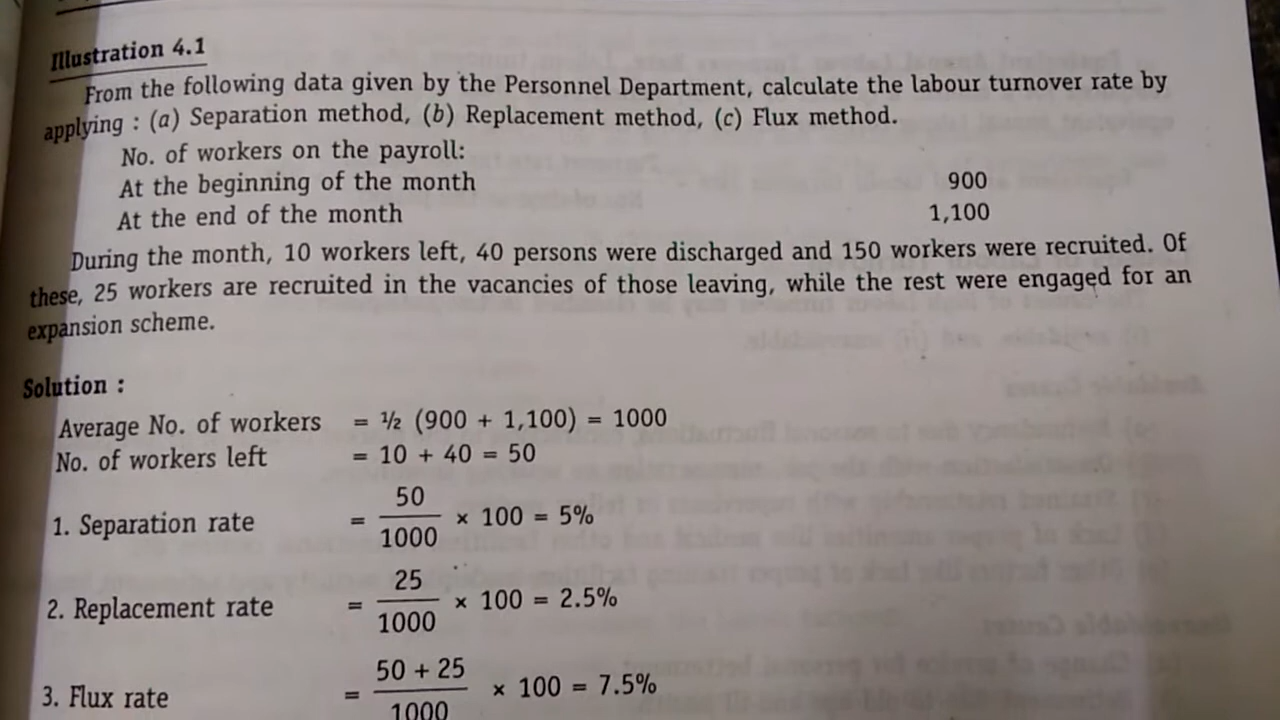 Illustration 4.1
From the following data given by the Personnel Department, calculate the labour turnover rate by
applying : (a) Separation method, (b) Replacement method, (c) Flux method.
No. of workers on the payroll:
At the beginning of the month 900
At the end of the month 1,100
During the month, 10 workers left, 40 persons were discharged and 150 workers were recruited. Of
these, 25 workers are recruited in the vacancies of those leaving, while the rest were engaged for an
expansion scheme.
Solution :
Average No. of workers = ½ (900 + 1,100) = 1000
No. of workers left = 10 + 40 = 50
1. Separation rate = 50/1000 × 100 = 5%
2. Replacement rate = 25/1000 × 100 = 2.5%
3. Flux rate = 50 + 25/1000 × 100 = 7.5%